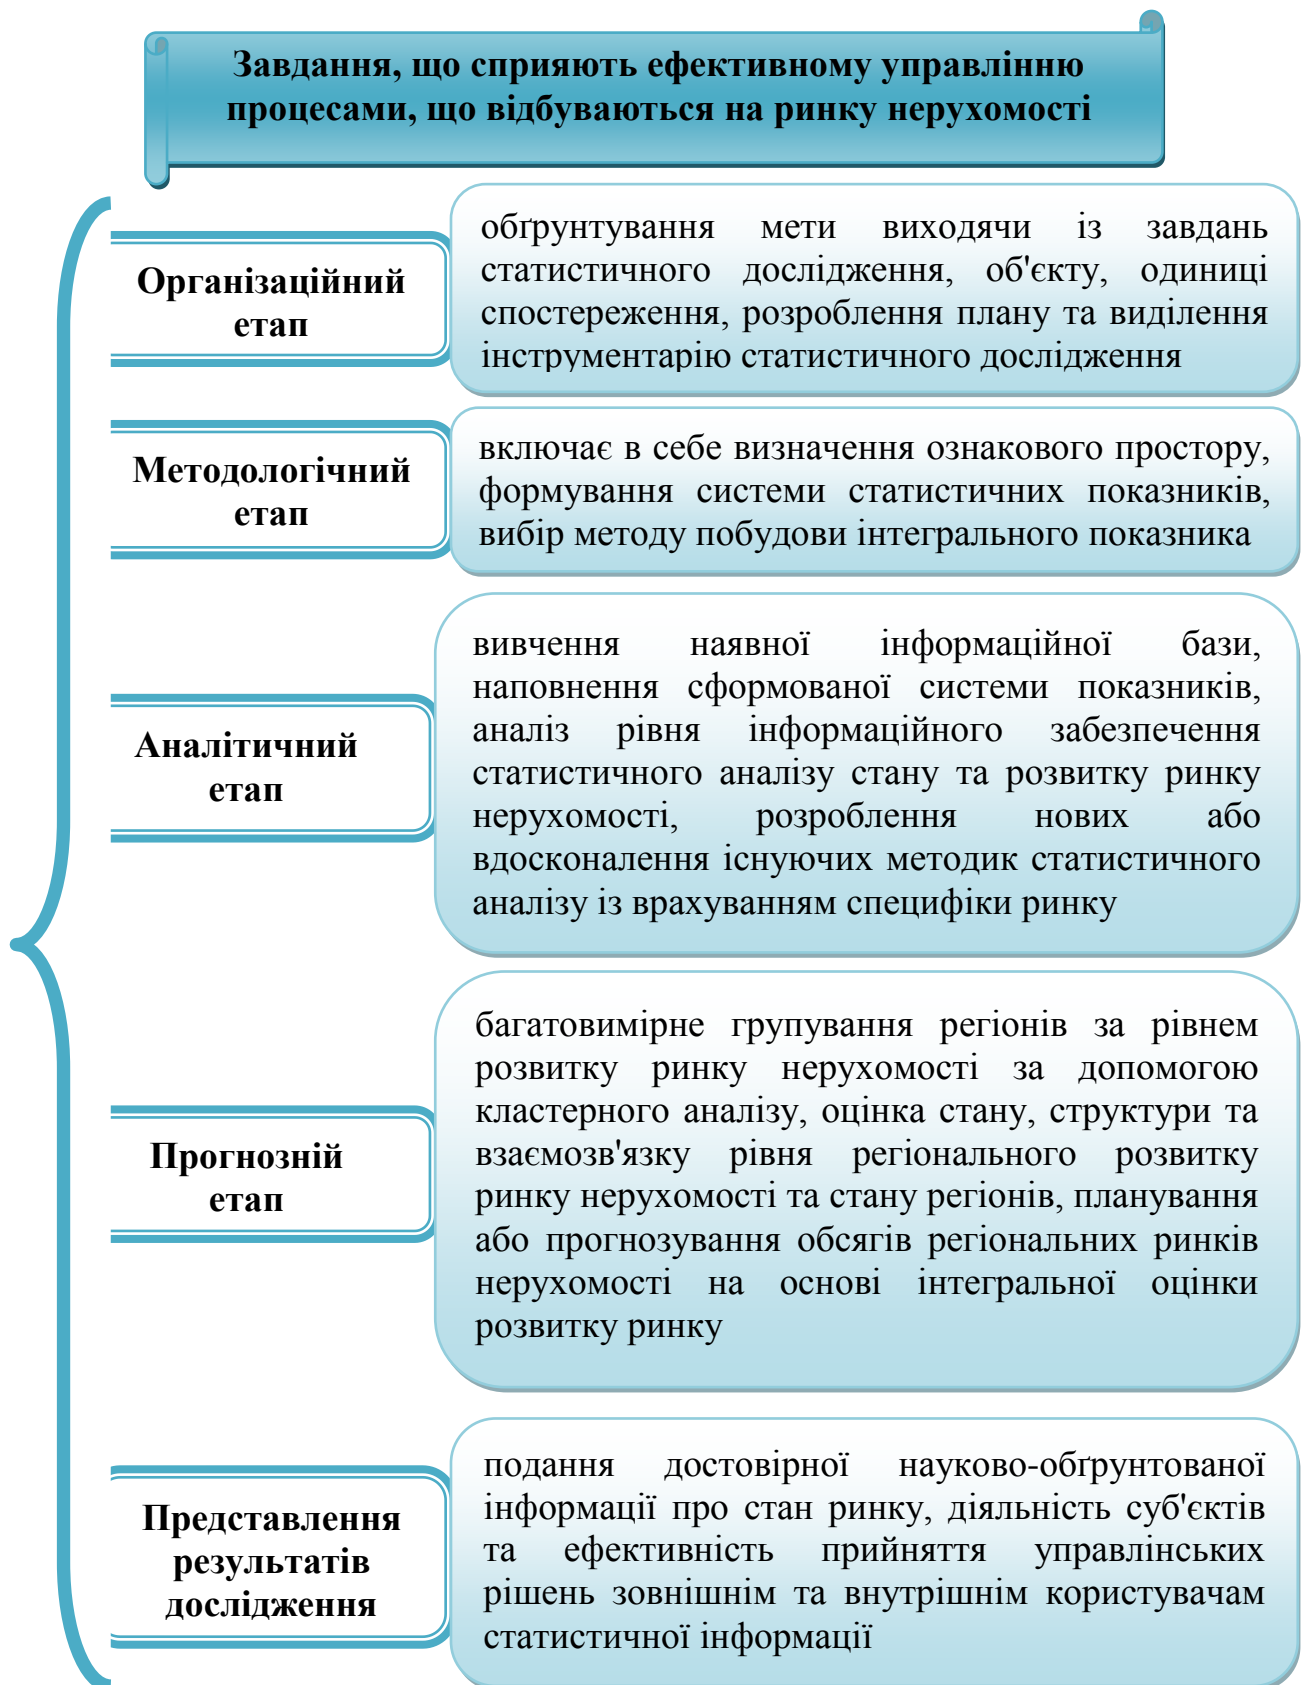 Завдання, що сприяють ефективному управлінню
процесами, що відбуваються на ринку нерухомості
Організаційний
етап
обґрунтування мети виходячи із завдань
статистичного дослідження, об'єкту, одиниці
спостереження, розроблення плану та виділення
інструментарію статистичного дослідження
Методологічний
етап
включає в себе визначення ознакового простору,
формування системи статистичних показників,
вибір методу побудови інтегрального показника
Аналітичний
етап
вивчення наявної інформаційної бази,
наповнення сформованої системи показників,
аналіз рівня інформаційного забезпечення
статистичного аналізу стану та розвитку ринку
нерухомості, розроблення нових або
вдосконалення існуючих методик статистичного
аналізу із врахуванням специфіки ринку
Прогнозній
етап
багатовимірне групування регіонів за рівнем
розвитку ринку нерухомості за допомогою
кластерного аналізу, оцінка стану, структури та
взаємозв'язку рівня регіонального розвитку
ринку нерухомості та стану регіонів, планування
або прогнозування обсягів регіональних ринків
нерухомості на основі інтегральної оцінки
розвитку ринку
Представлення
результатів
дослідження
подання достовірної науково-обґрунтованої
інформації про стан ринку, діяльність суб'єктів
та ефективність прийняття управлінських
рішень зовнішнім та внутрішнім користувачам
статистичної інформації